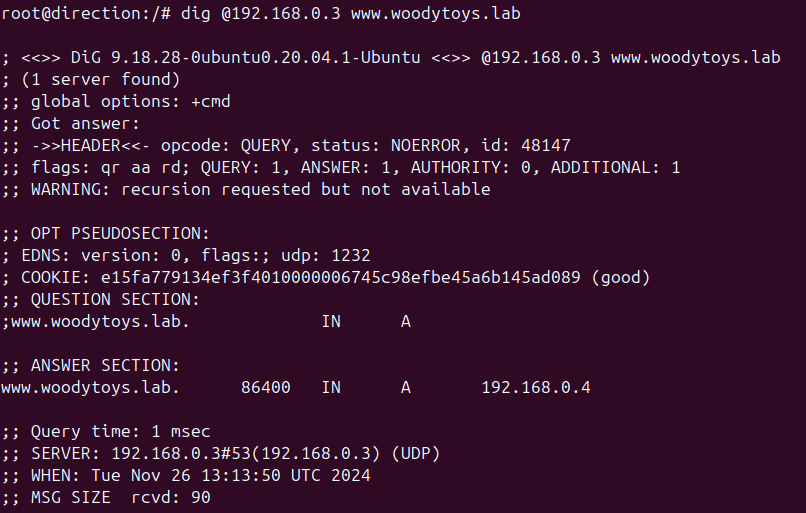 root@direction:/# dig @192.168.0.3 www.woodytoys.lab
; <<>> DiG 9.18.28-0ubuntu0.20.04.1-Ubuntu <<>> @192.168.0.3 www.woodytoys.lab
; (1 server found)
;; global options: +cmd
;; Got answer:
;; ->>HEADER<<- opcode: QUERY, status: NOERROR, id: 48147
;; flags: qr aa rd; QUERY: 1, ANSWER: 1, AUTHORITY: 0, ADDITIONAL: 1
;; WARNING: recursion requested but not available
;; OPT PSEUDOSECTION:
; EDNS: version: 0, flags:; udp: 1232
; COOKIE: e15fa779134ef3f4010000006745c98efbe45a6b145ad089 (good)
;; QUESTION SECTION:
;www.woodytoys.lab. IN A
;; ANSWER SECTION:
www.woodytoys.lab. 86400 IN A 192.168.0.4
;; Query time: 1 msec
;; SERVER: 192.168.0.3#53(192.168.0.3) (UDP)
;; WHEN: Tue Nov 26 13:13:50 UTC 2024
;; MSG SIZE rcvd: 90